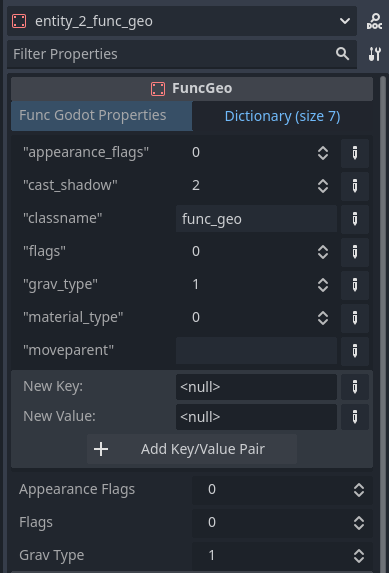 entity_2_func_geo
DOC
Filter Properties
FuncGeo
Func Godot Properties Dictionary (size 7)
"appearance_flags" 0
"cast_shadow" 2
"classname" func_geo
"flags" 0
"grav_type" 1
"material_type" 0
"moveparent"
New Key: <null>
New Value: <null>
Add Key/Value Pair
Appearance Flags 0
Flags 0
Grav Type 1